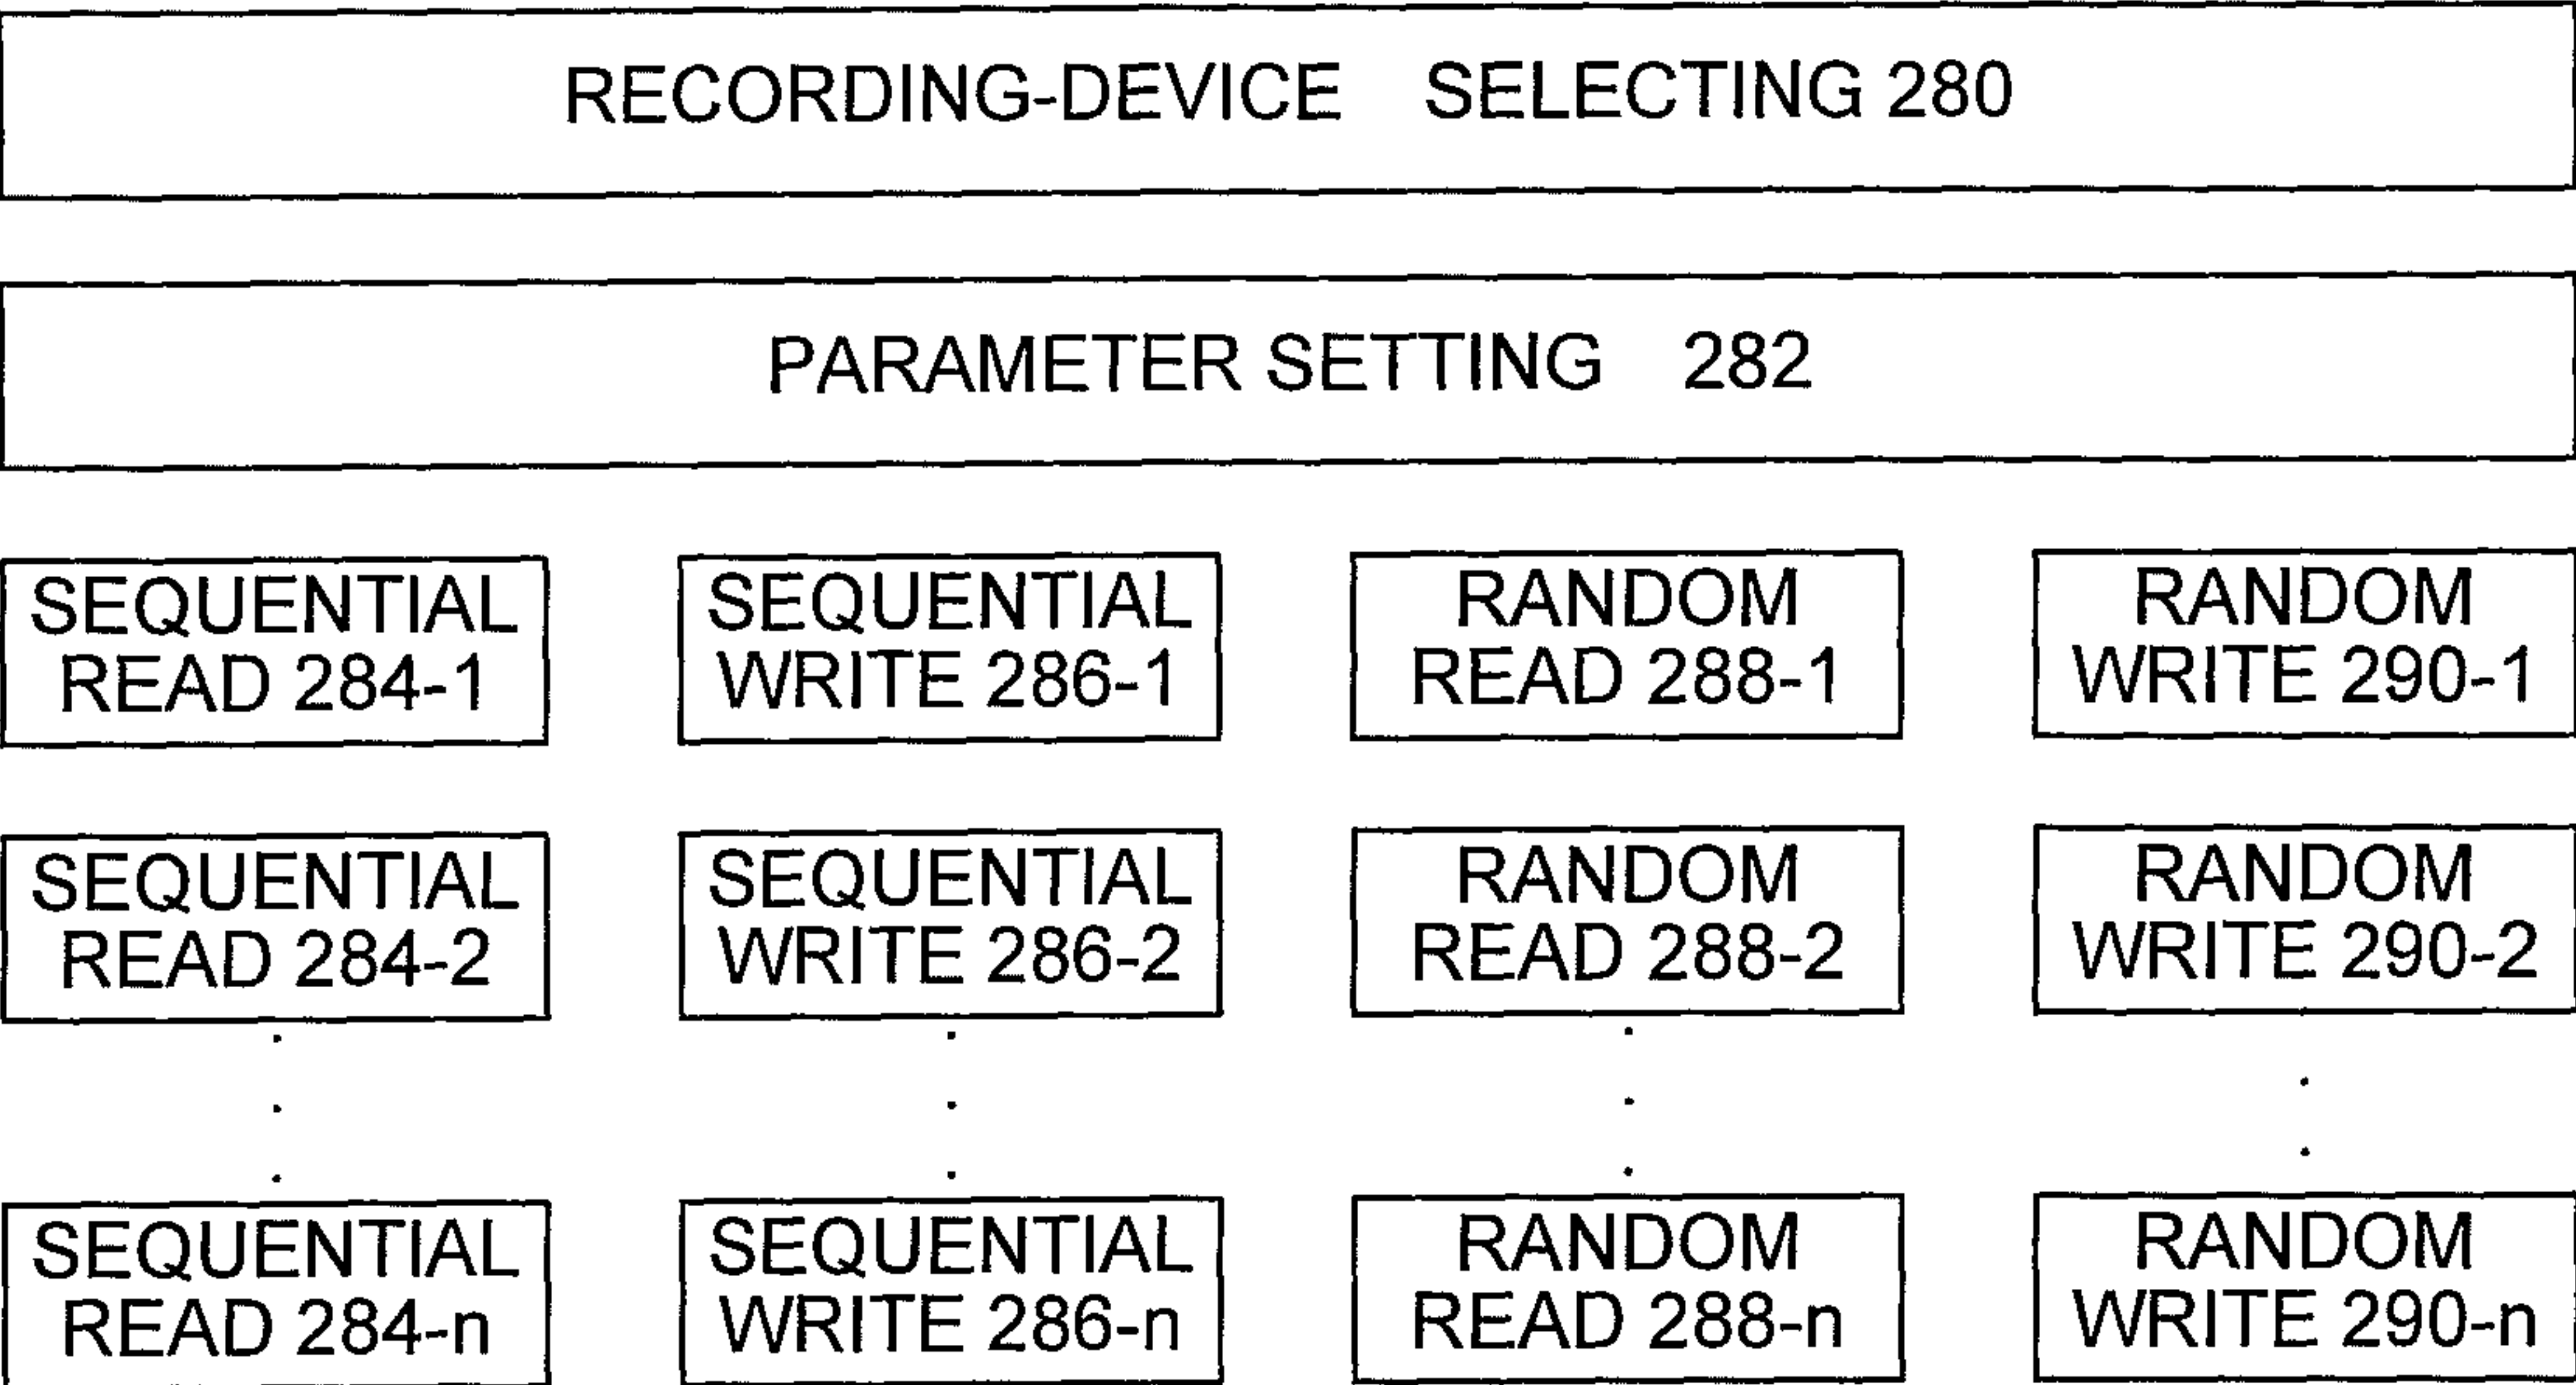 RECORDING-DEVICE SELECTING 280
PARAMETER SETTING 282
SEQUENTIAL
READ 284-1
SEQUENTIAL
WRITE 286-1
RANDOM
READ 288-1
RANDOM
WRITE 290-1
SEQUENTIAL
READ 284-2
SEQUENTIAL
WRITE 286-2
RANDOM
READ 288-2
RANDOM
WRITE 290-2
SEQUENTIAL
READ 284-n
SEQUENTIAL
WRITE 286-n
RANDOM
READ 288-n
RANDOM
WRITE 290-n